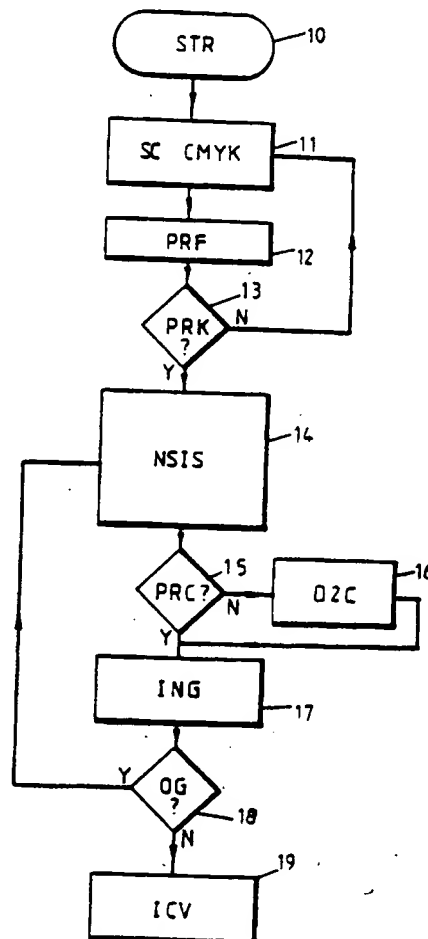 STR
10
SC CMYK
11
PRF
12
13
PRK
?
N
Y
NSIS
14
15
PRC?
N
Y
16
02C
ING
17
Y
OG
?
18
N
19
ICV